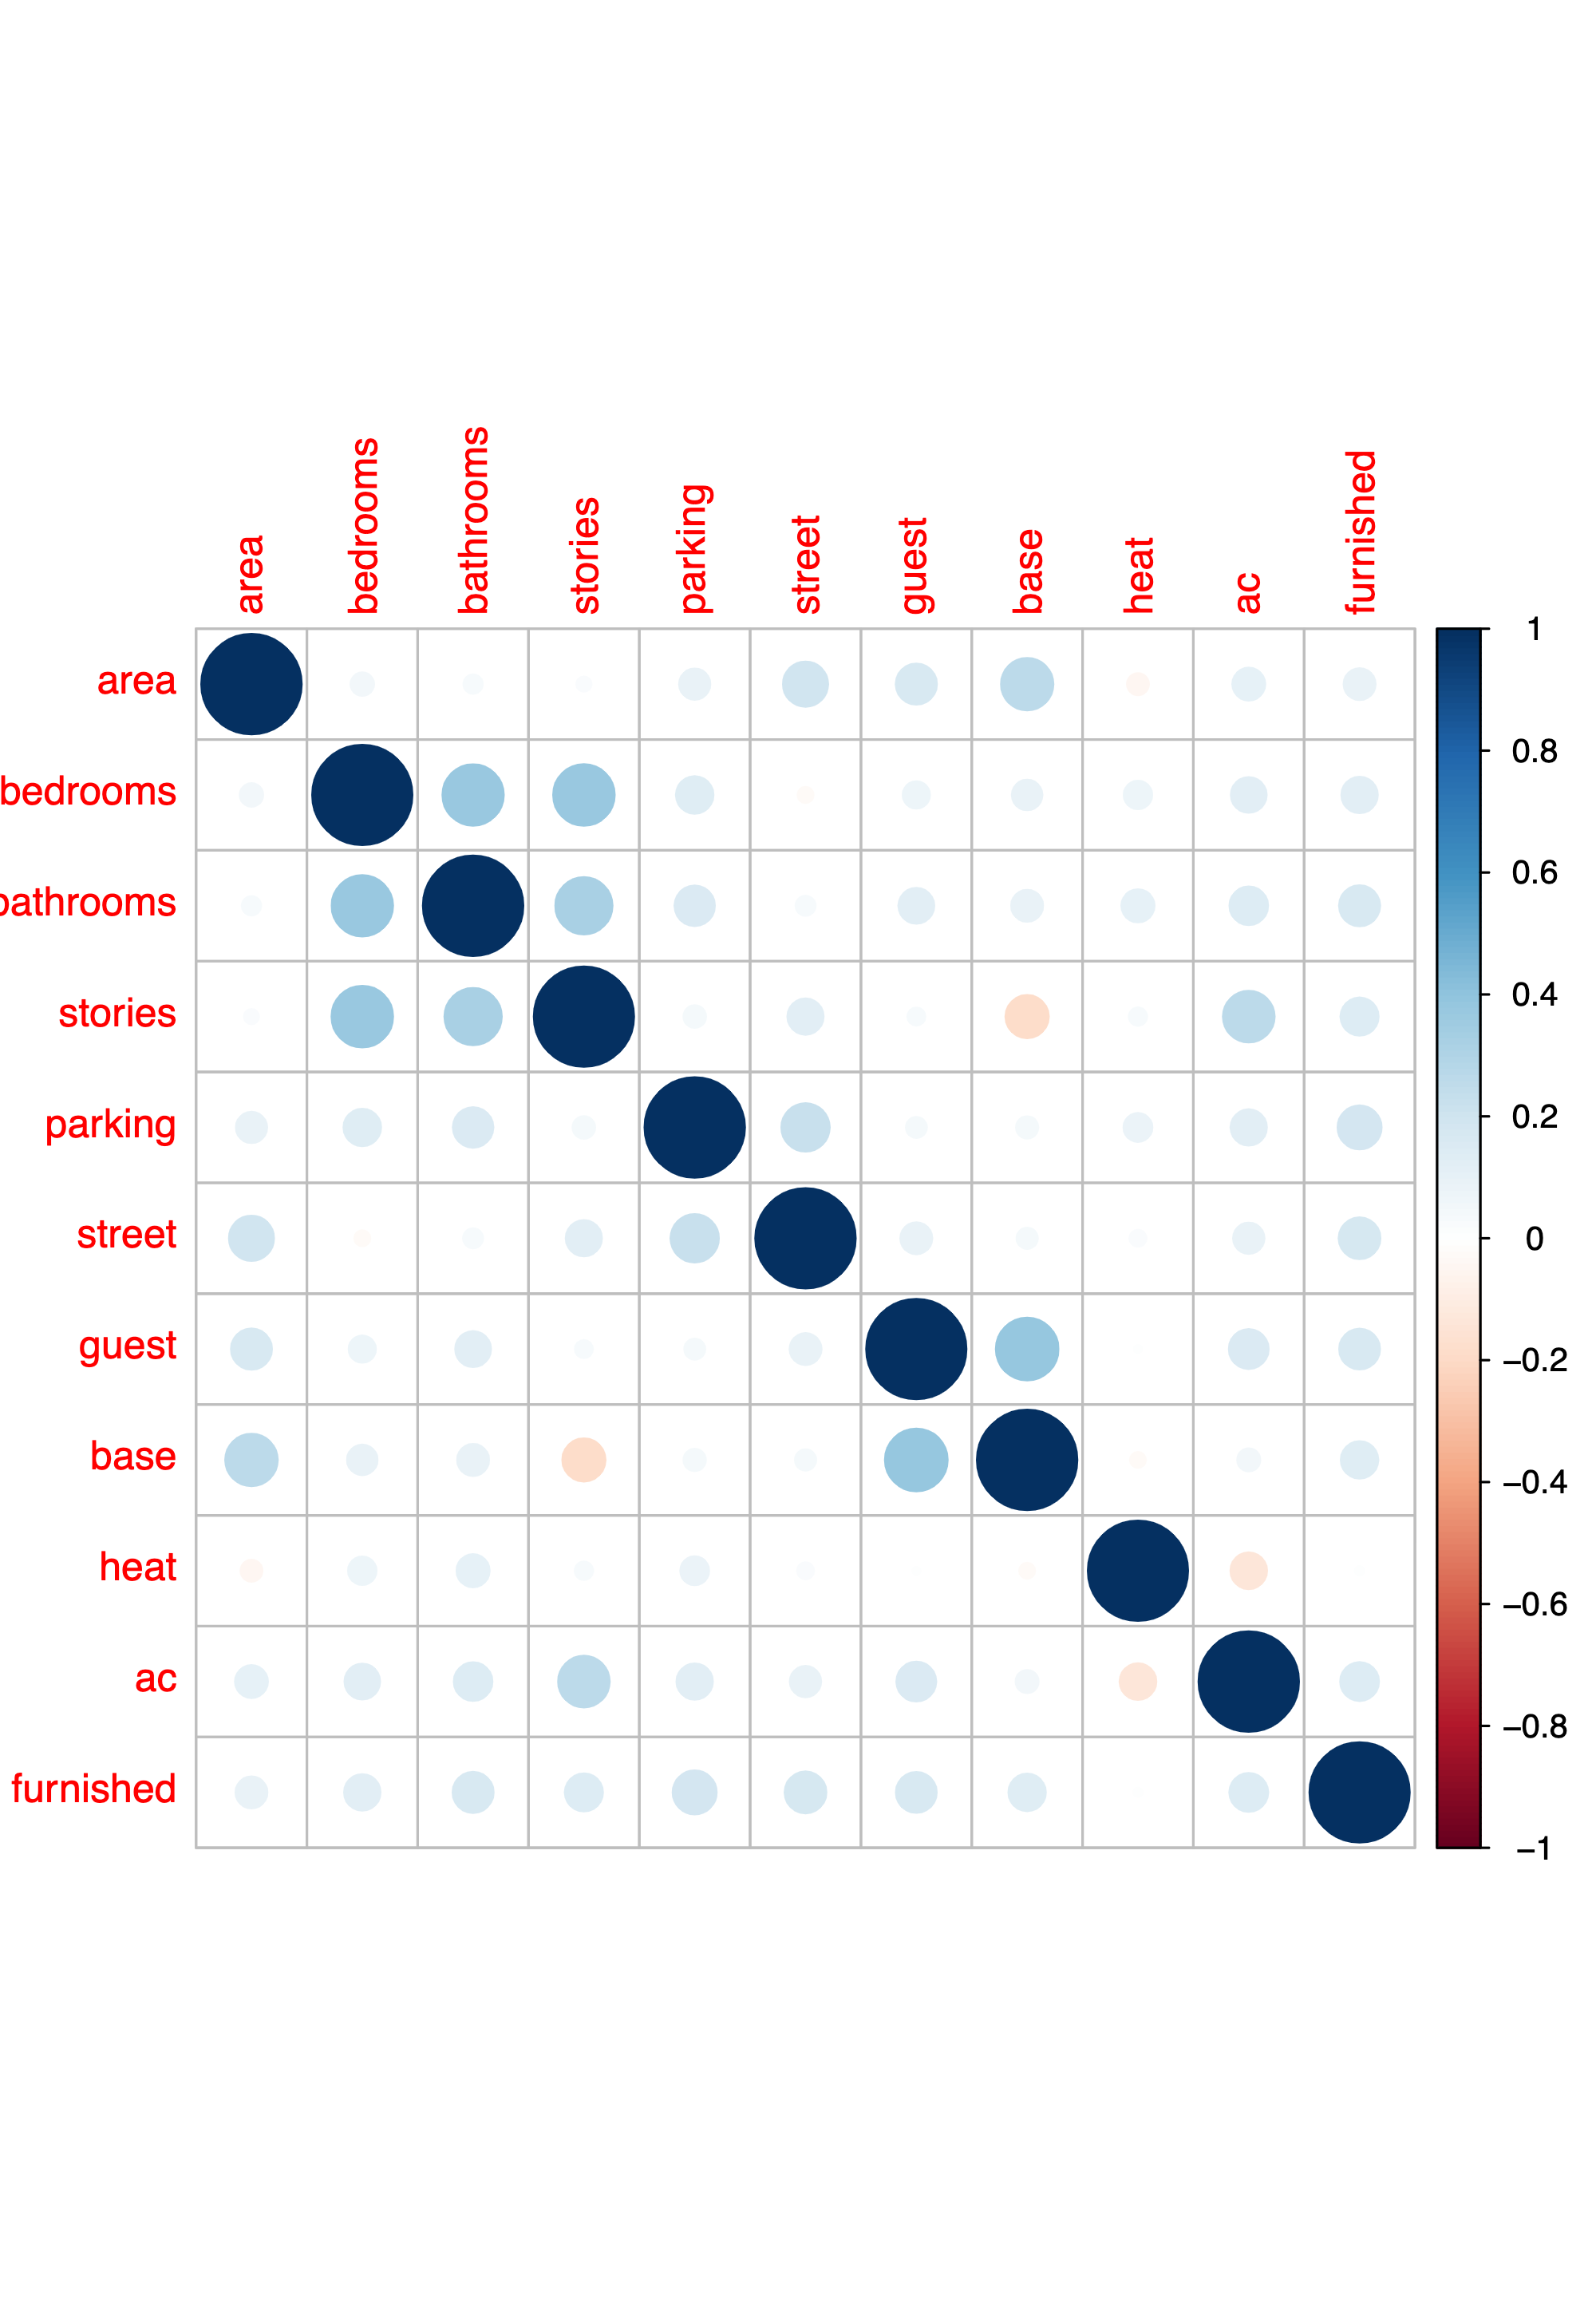 area
bedrooms
bathrooms
stories
parking
street
guest
base
heat
ac
furnished
area
bedrooms
bathrooms
stories
parking
street
guest
base
heat
ac
furnished
1
0.8
0.6
0.4
0.2
0
−0.2
−0.4
−0.6
−0.8
−1